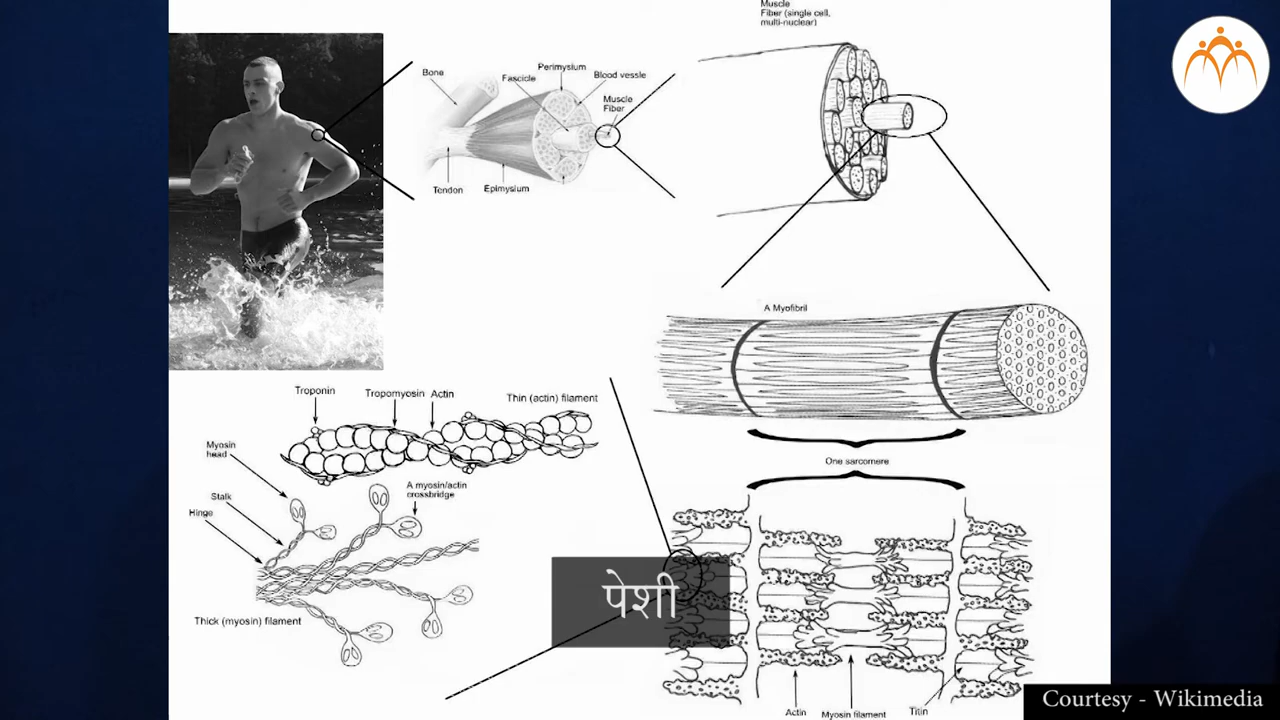 Muscle
Fiber (single cell,
multi-nuclear)
Bone
Fascicle
Perimysium
Blood vessle
Muscle
Fiber
Tendon
Epimysium
A Myofibril
One sarcomere
Troponin
Tropomyosin
Actin
Thin (actin) filament
Myosin
head
Stalk
Hinge
A myosin/actin
crossbridge
Thick (myosin) filament
पेशी
Actin
Myosin filament
Titin
Courtesy - Wikimedia